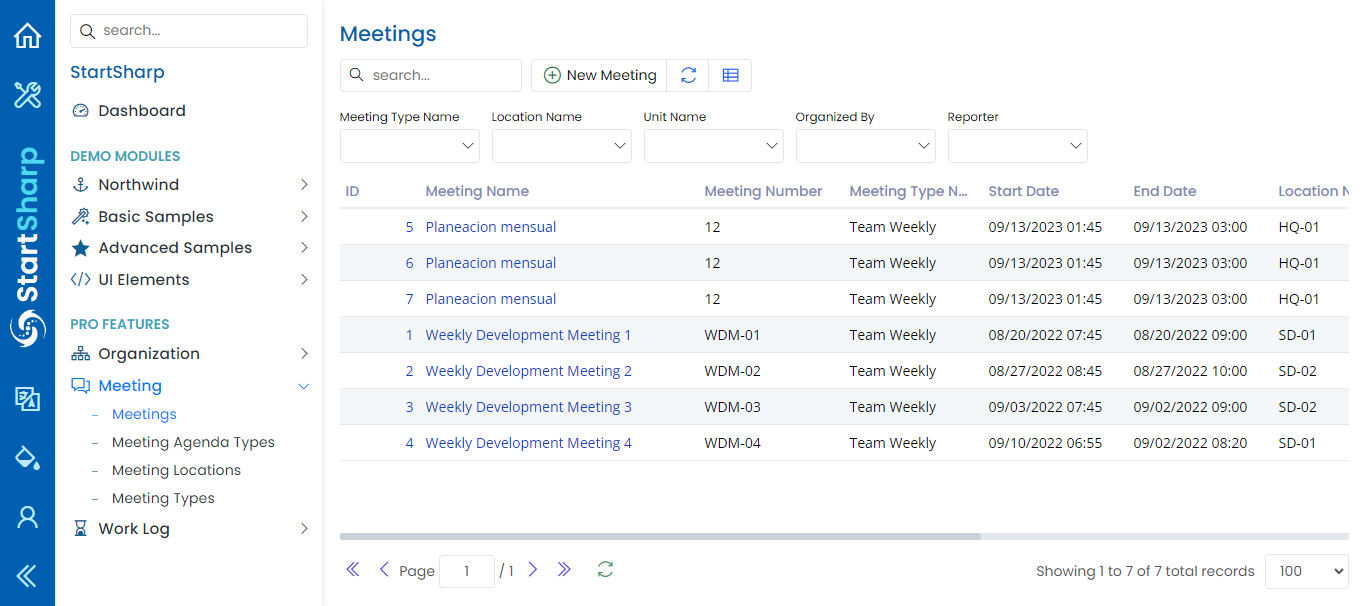 StartSharp
search...
StartSharp
Dashboard
DEMO MODULES
Northwind
Basic Samples
Advanced Samples
UI Elements
PRO FEATURES
Organization
Meeting
– Meetings
– Meeting Agenda Types
– Meeting Locations
– Meeting Types
Work Log
Meetings
search... New Meeting
Meeting Type Name Location Name Unit Name Organized By Reporter
ID Meeting Name Meeting Number Meeting Type N... Start Date End Date Location N
5 Planeacion mensual 12 Team Weekly 09/13/2023 01:45 09/13/2023 03:00 HQ-01
6 Planeacion mensual 12 Team Weekly 09/13/2023 01:45 09/13/2023 03:00 HQ-01
7 Planeacion mensual 12 Team Weekly 09/13/2023 01:45 09/13/2023 03:00 HQ-01
1 Weekly Development Meeting 1 WDM-01 Team Weekly 08/20/2022 07:45 08/20/2022 09:00 SD-01
2 Weekly Development Meeting 2 WDM-02 Team Weekly 08/27/2022 08:45 08/27/2022 10:00 SD-02
3 Weekly Development Meeting 3 WDM-03 Team Weekly 09/03/2022 07:45 09/02/2022 09:00 SD-02
4 Weekly Development Meeting 4 WDM-04 Team Weekly 09/10/2022 06:55 09/02/2022 08:20 SD-01
Page 1 / 1 Showing 1 to 7 of 7 total records 100